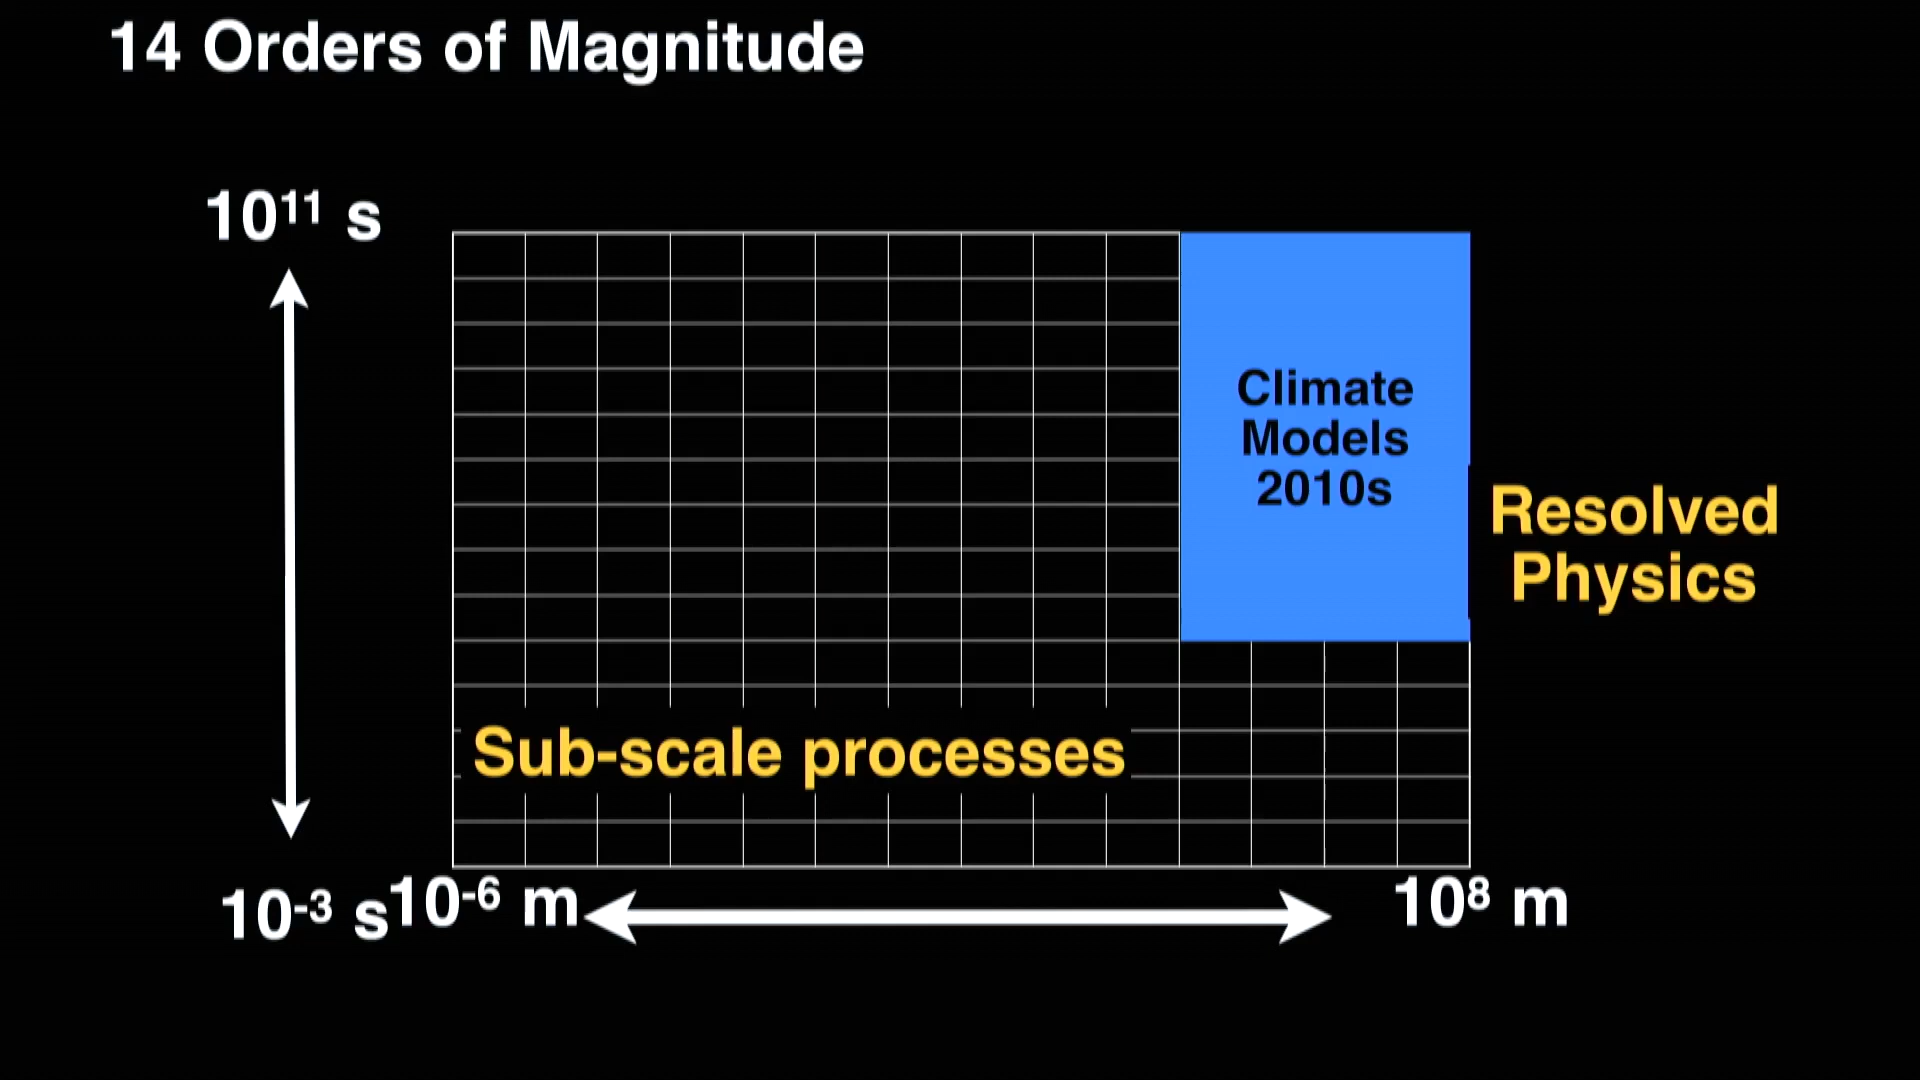 14 Orders of Magnitude
10¹¹ s
Climate
Models
2010s
Resolved
Physics
Sub-scale processes
10⁻³ s
10⁻⁶ m
10⁸ m